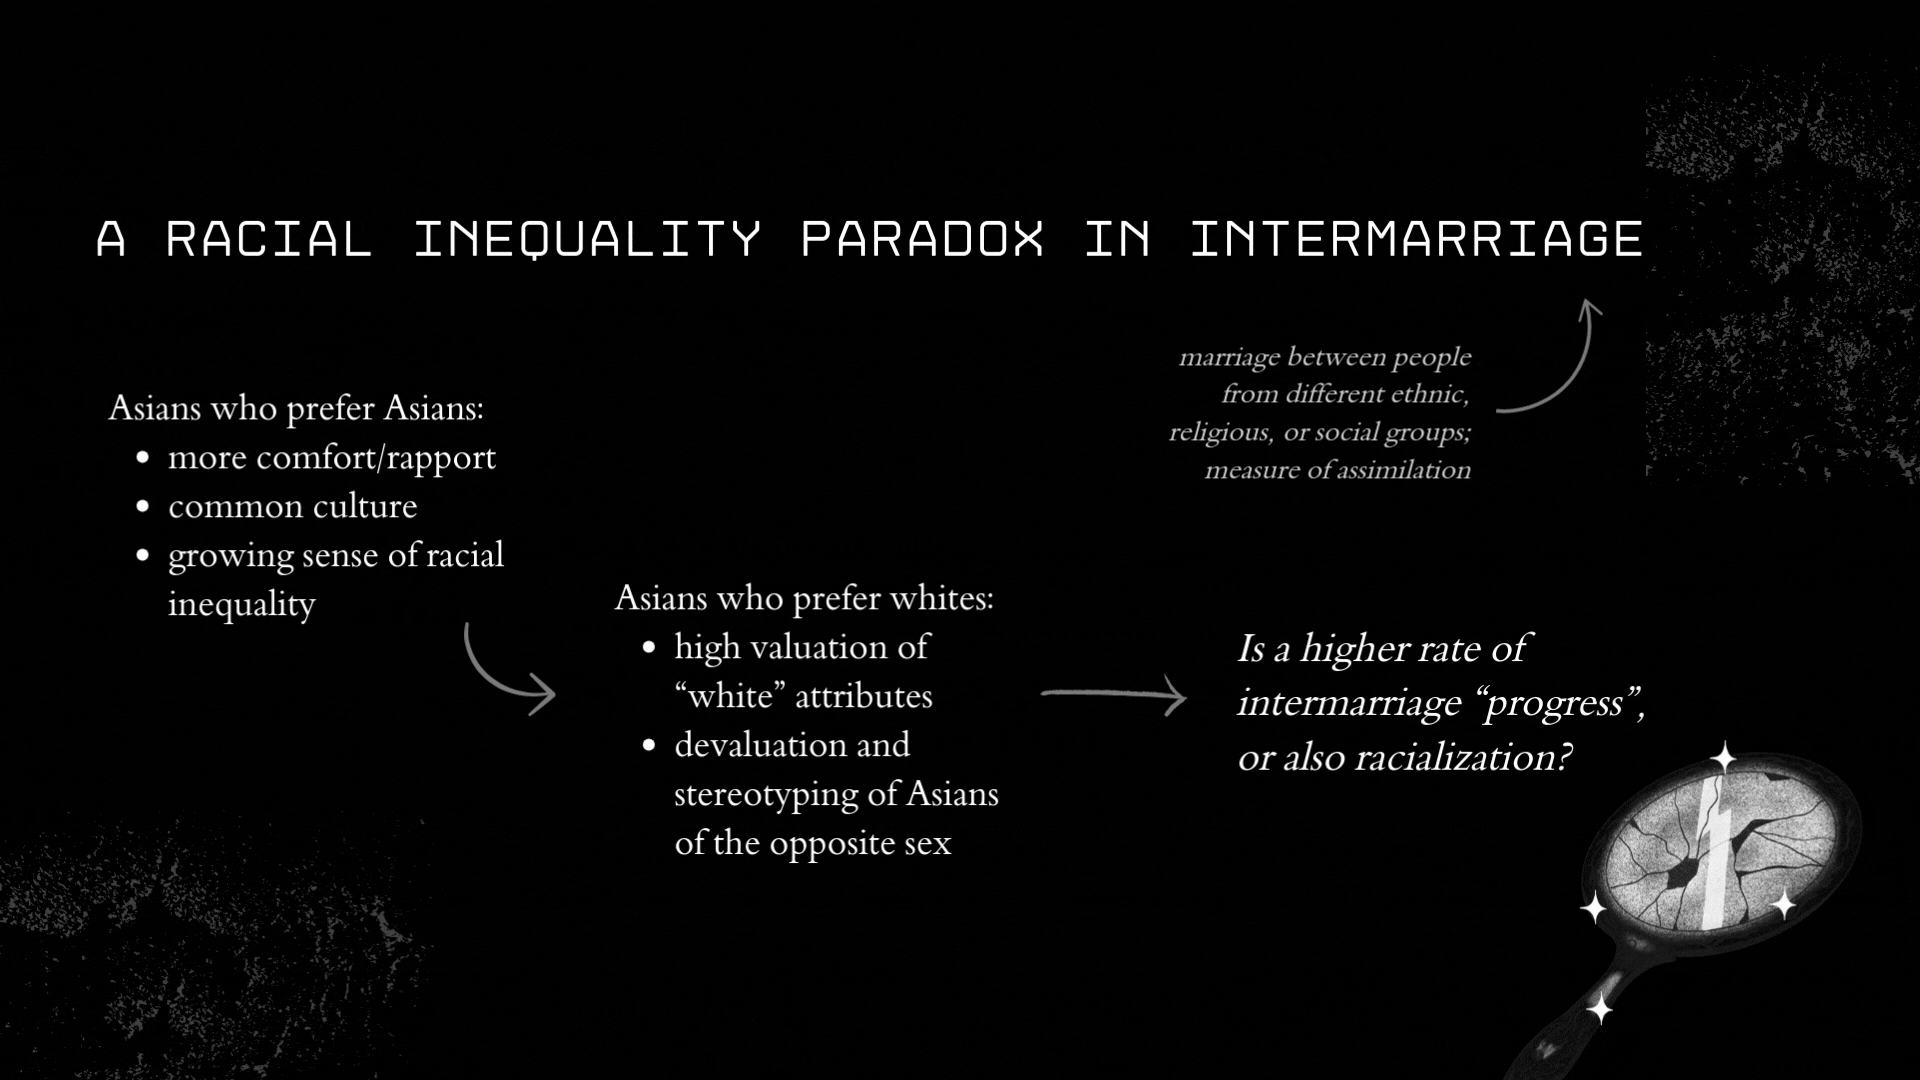 A RACIAL INEQUALITY PARADOX IN INTERMARRIAGE
marriage between people
from different ethnic,
religious, or social groups;
measure of assimilation
Asians who prefer Asians:
• more comfort/rapport
• common culture
• growing sense of racial
inequality
Asians who prefer whites:
• high valuation of
“white” attributes
• devaluation and
stereotyping of Asians
of the opposite sex
Is a higher rate of
intermarriage “progress”,
or also racialization?